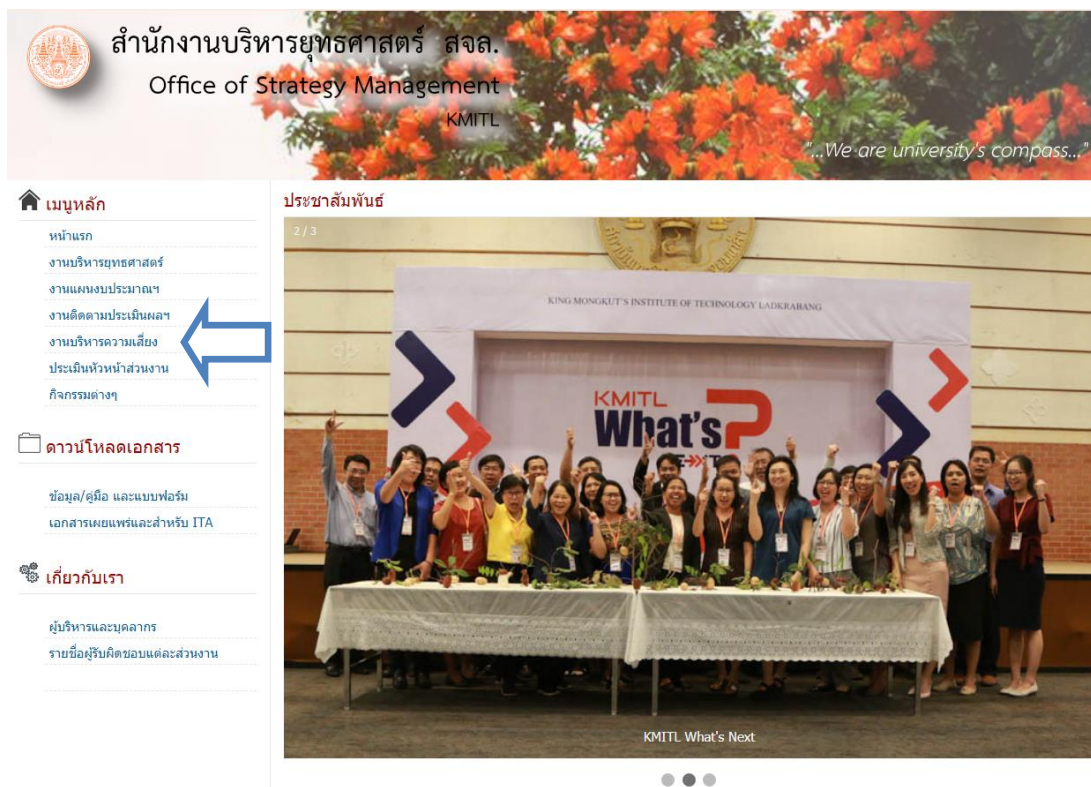 สำนักงานบริหารยุทธศาสตร์ สจล.
Office of Strategy Management
KMITL
"...We are university's compass..."
เมนูหลัก
หน้าแรก
งานบริหารยุทธศาสตร์
งานแผนงบประมาณฯ
งานติดตามประเมินผลฯ
งานบริหารความเสี่ยง
ประเมินหัวหน้าส่วนงาน
กิจกรรมต่างๆ
ดาวน์โหลดเอกสาร
ข้อมูล/คู่มือ และแบบฟอร์ม
เอกสารเผยแพร่และสำหรับ ITA
เกี่ยวกับเรา
ผู้บริหารและบุคลากร
รายชื่อผู้รับผิดชอบแต่ละส่วนงาน
ประชาสัมพันธ์
2 / 3
KING MONGKUT'S INSTITUTE OF TECHNOLOGY LADKRABANG
KMITL
What's
KMITL What's Next